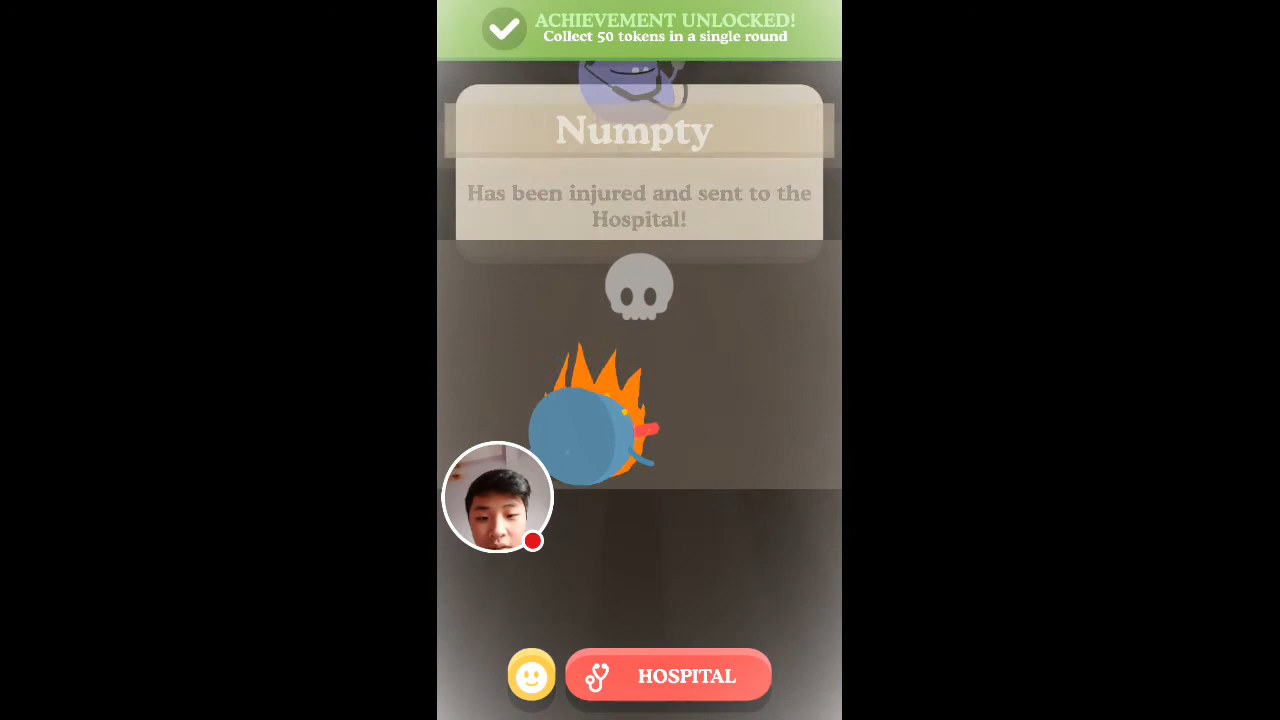 ACHIEVEMENT UNLOCKED!
Collect 50 tokens in a single round
Numpty
Has been injured and sent to the
Hospital!
HOSPITAL